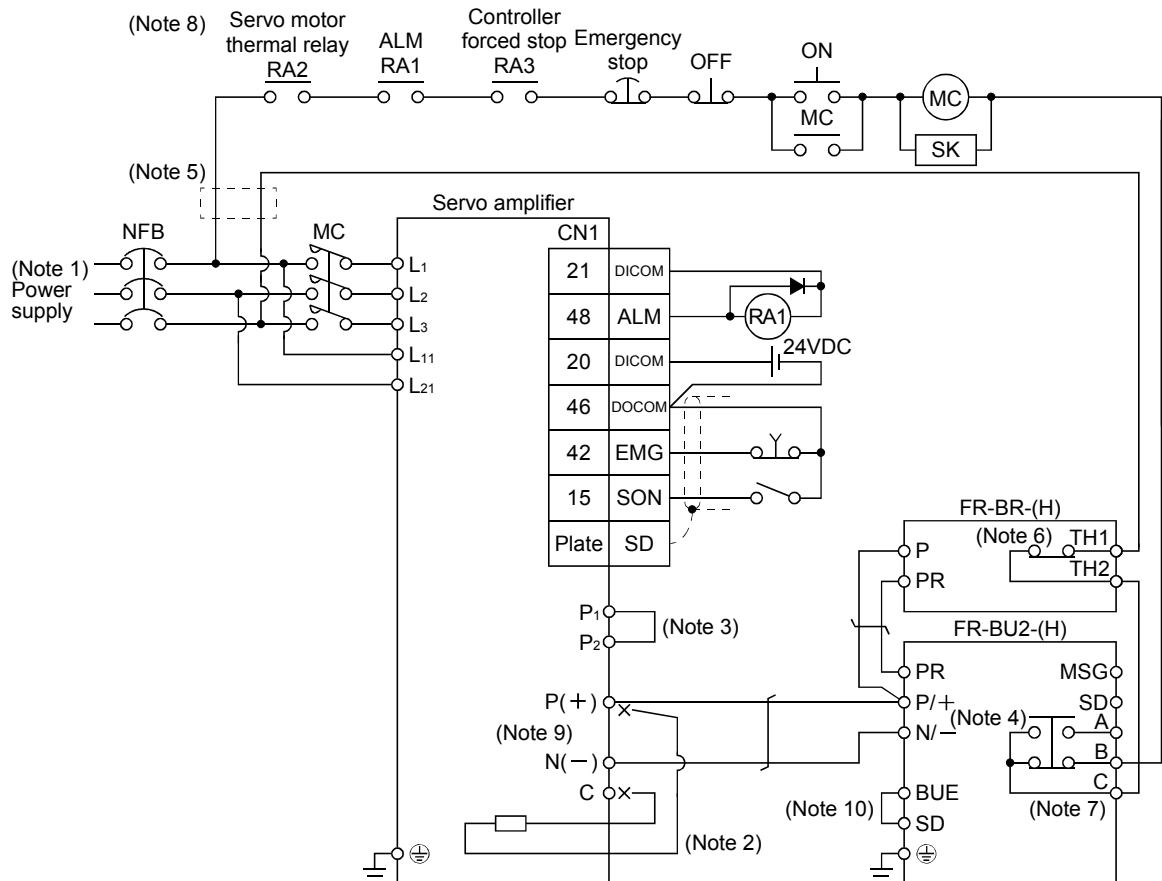 (Note 8)
Servo motor
thermal relay
RA2
ALM
RA1
Controller
forced stop
RA3
Emergency
stop
OFF
ON
MC
MC
SK
(Note 5)
Servo amplifier
NFB
MC
(Note 1)
Power
supply
L1
L2
L3
L11
L21
CN1
21 DICOM
48 ALM
20 DICOM
46 DOCOM
42 EMG
15 SON
Plate SD
RA1
24VDC
P1
P2
(Note 3)
P(+)
(Note 9)
N(−)
C
(Note 2)
FR-BR-(H)
(Note 6)
P
PR
TH1
TH2
FR-BU2-(H)
PR
P/+
N/−
MSG
SD
(Note 4)
A
B
C
(Note 7)
BUE
SD
(Note 10)